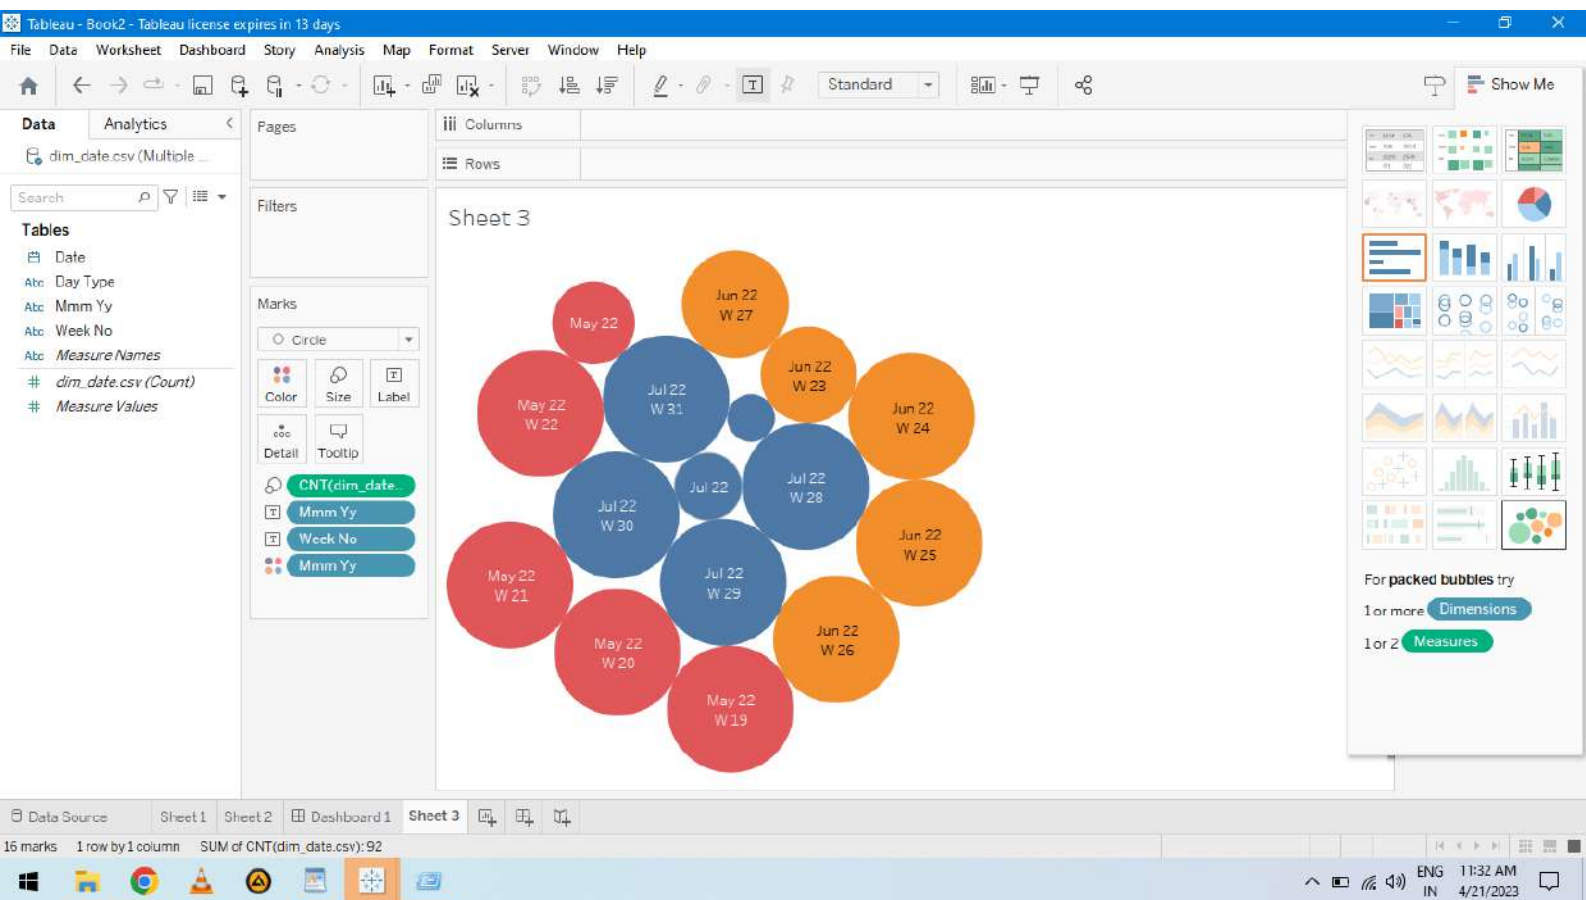 Tableau - Book2 - Tableau license expires in 13 days
File Data Worksheet Dashboard Story Analysis Map Format Server Window Help
Standard
Show Me
Data Analytics
dim_date.csv (Multiple ...
Search
Tables
Date
Abc Day Type
Abc Mmm Yy
Abc Week No
Abc Measure Names
# dim_date.csv (Count)
# Measure Values
Pages
Filters
Marks
Circle
Color Size Label
Detail Tooltip
CNT(dim_date..
Mmm Yy
Week No
Mmm Yy
Columns
Rows
Sheet 3
Jun 22
W 27
May 22
Jun 22
W 23
Jul 22
W 31
May 22
W 22
Jun 22
W 24
Jul 22
W 28
Jul 22
Jul 22
W 30
Jun 22
W 25
Jul 22
W 29
May 22
W 21
Jun 22
W 26
May 22
W 20
May 22
W 19
For packed bubbles try
1 or more Dimensions
1 or 2 Measures
Data Source Sheet 1 Sheet 2 Dashboard 1 Sheet 3
16 marks 1 row by 1 column SUM of CNT(dim_date.csv): 92
ENG 11:32 AM
IN 4/21/2023